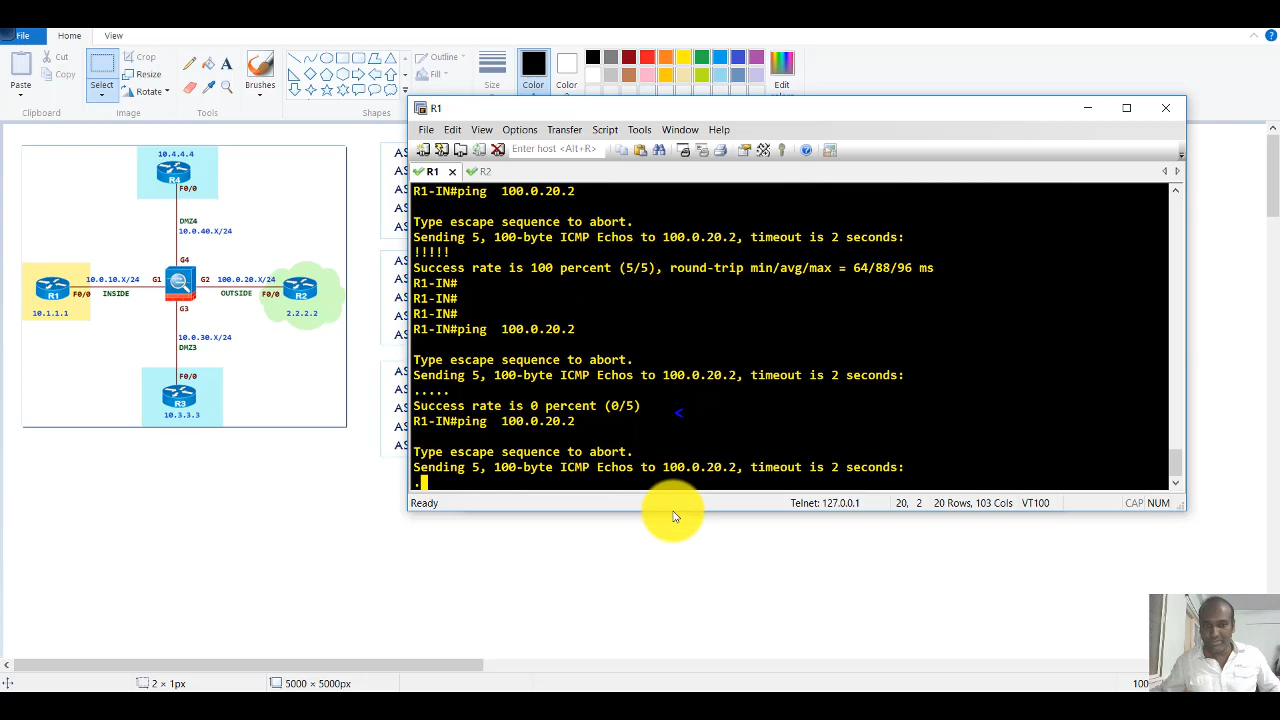 File Home View
Cut
Copy
Paste
Clipboard
Select
Crop
Resize
Rotate
Image
Tools
Brushes
Shapes
Outline
Fill
Size
Color
Color
Edit
10.4.4.4
R4
F0/0
DMZ4
10.0.40.X/24
G4
10.0.10.X/24 G1 G2 100.0.20.X/24
R1 F0/0 INSIDE OUTSIDE F0/0 R2
10.1.1.1 2.2.2.2
G3
10.0.30.X/24
DMZ3
F0/0
R3
10.3.3.3
R1
File Edit View Options Transfer Script Tools Window Help
Enter host <Alt+R>
R1 R2
R1-IN#ping 100.0.20.2
Type escape sequence to abort.
Sending 5, 100-byte ICMP Echos to 100.0.20.2, timeout is 2 seconds:
!!!!!
Success rate is 100 percent (5/5), round-trip min/avg/max = 64/88/96 ms
R1-IN#
R1-IN#
R1-IN#
R1-IN#ping 100.0.20.2
Type escape sequence to abort.
Sending 5, 100-byte ICMP Echos to 100.0.20.2, timeout is 2 seconds:
.....
Success rate is 0 percent (0/5)
R1-IN#ping 100.0.20.2
Type escape sequence to abort.
Sending 5, 100-byte ICMP Echos to 100.0.20.2, timeout is 2 seconds:
.
Ready Telnet: 127.0.0.1 20, 2 20 Rows, 103 Cols VT100 CAP NUM
2 × 1px 5000 × 5000px 100